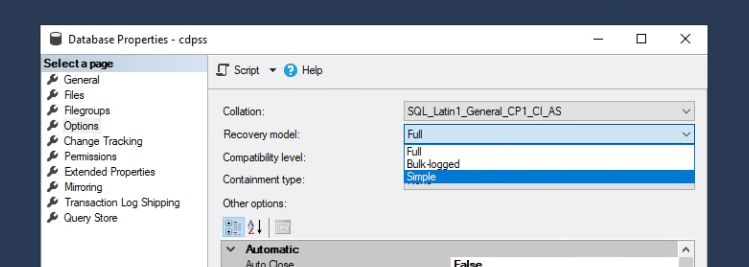 Database Properties - cdpss
Select a page
General
Files
Filegroups
Options
Change Tracking
Permissions
Extended Properties
Mirroring
Transaction Log Shipping
Query Store
Script
Help
Collation:
SQL_Latin1_General_CP1_CI_AS
Recovery model:
Full
Full
Bulk-logged
Simple
Compatibility level:
Containment type:
Other options:
Automatic
Auto Close
False